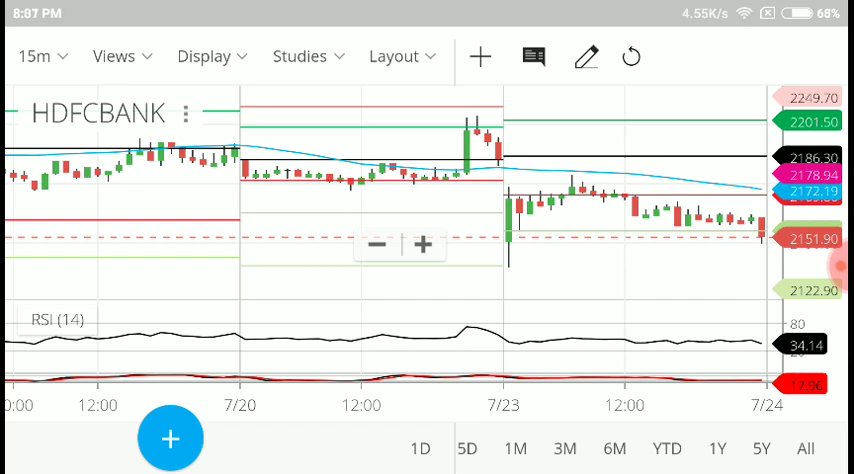 8:07 PM 4.55K/s 68%
15m Views Display Studies Layout
HDFCBANK
2249.70
2201.50
2186.30
2178.94
2172.19
2151.90
2122.90
RSI (14)
80
34.14
17.96
0:00 12:00 7/20 12:00 7/23 12:00 7/24
1D 5D 1M 3M 6M YTD 1Y 5Y All